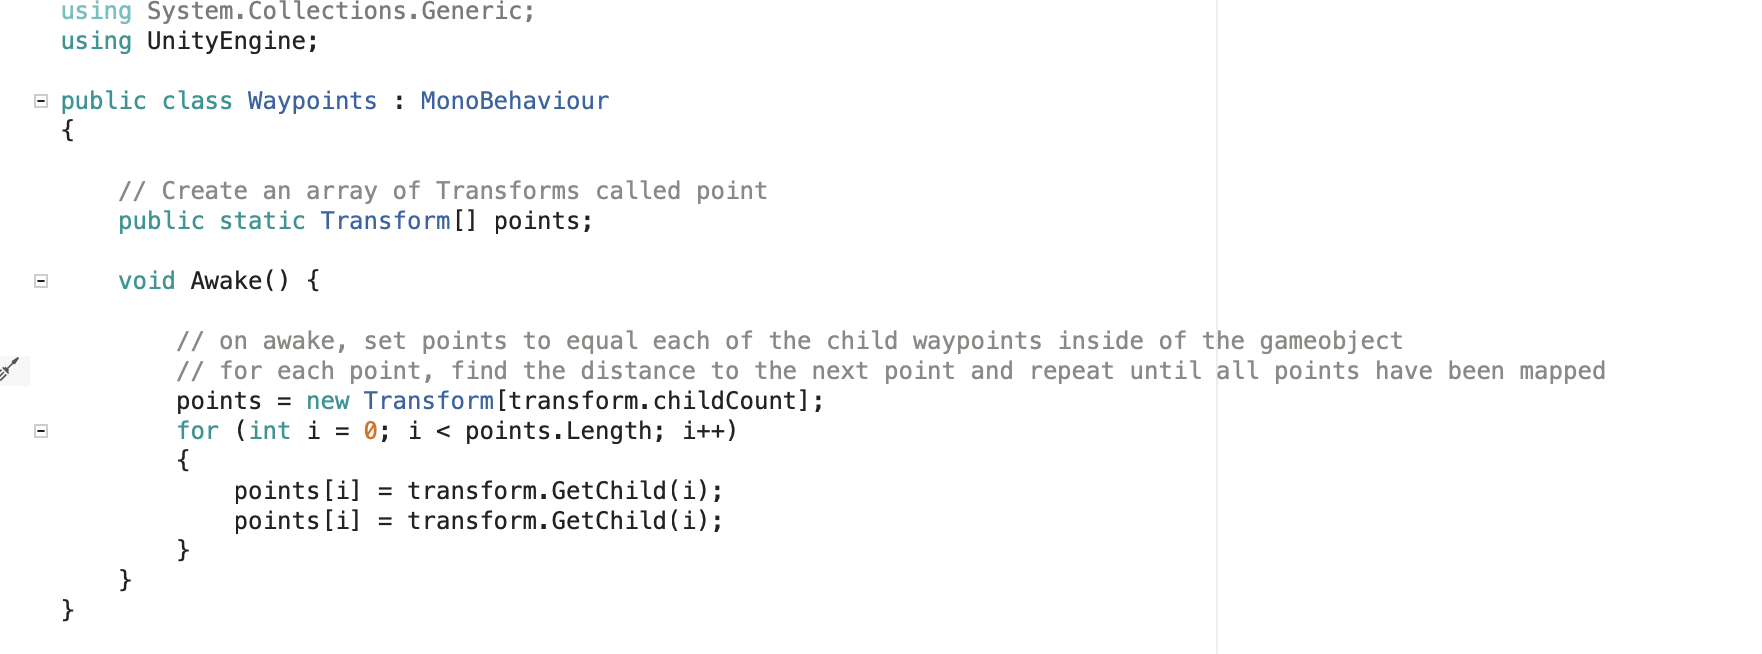 using System.Collections.Generic;
using UnityEngine;
public class Waypoints : MonoBehaviour
{
// Create an array of Transforms called point
public static Transform[] points;
void Awake() {
// on awake, set points to equal each of the child waypoints inside of the gameobject
// for each point, find the distance to the next point and repeat until all points have been mapped
points = new Transform[transform.childCount];
for (int i = 0; i < points.Length; i++)
{
points[i] = transform.GetChild(i);
points[i] = transform.GetChild(i);
}
}
}